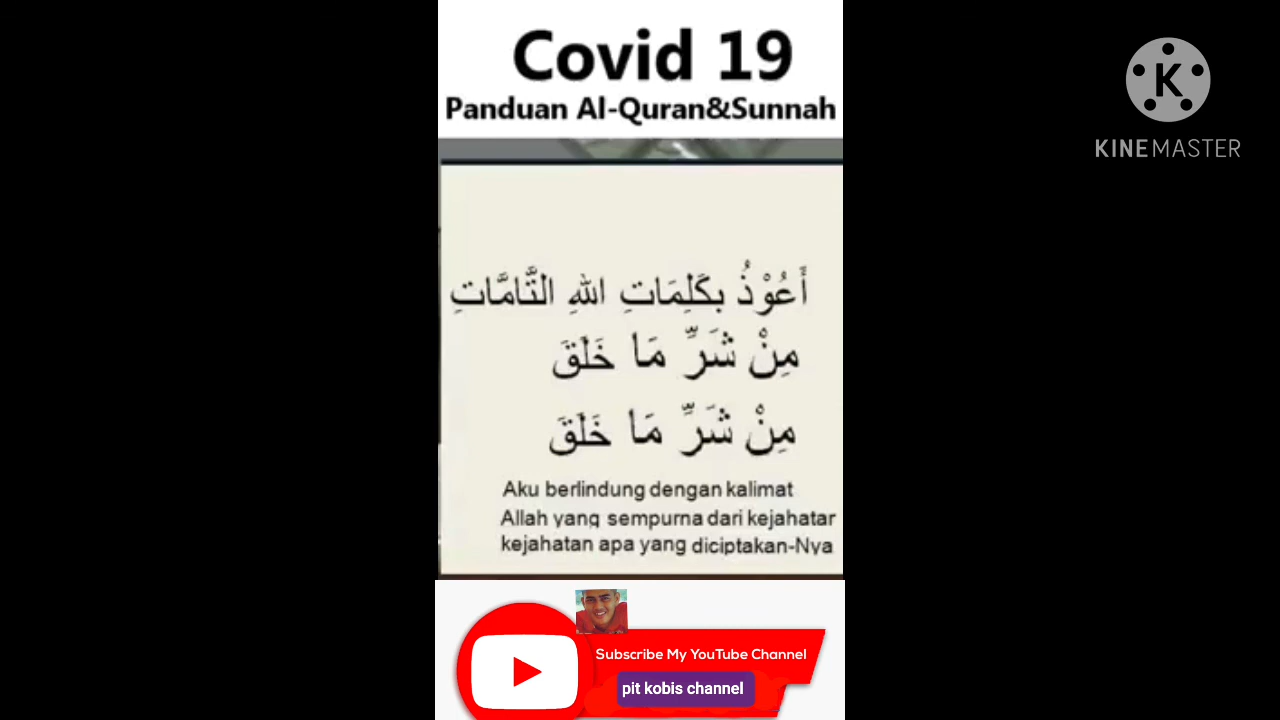 Covid 19
Panduan Al-Quran&Sunnah
K
KINEMASTER
أَعُوْذُ بِكَلِمَاتِ اللهِ التَّامَّاتِ
مِنْ شَرِّ مَا خَلَقَ
مِنْ شَرِّ مَا خَلَقَ
Aku berlindung dengan kalimat
Allah yang sempurna dari kejahatan
kejahatan apa yang diciptakan-Nya
Subscribe My YouTube Channel
pit kobis channel